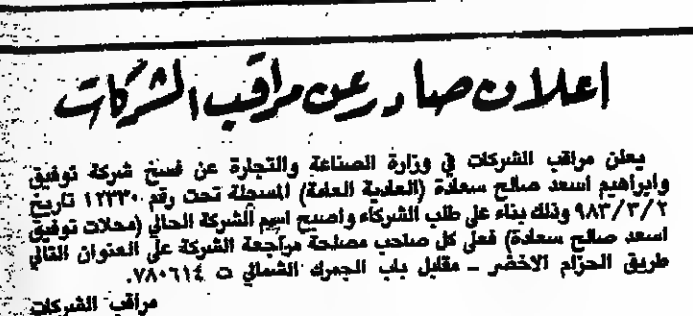 اعلان صادر عن مراقب الشركات
يعلن مراقب الشركات في وزارة الصناعة والتجارة عن فسخ شركة توفيق
وابراهيم اسعد صالح سعادة (العادية العامة) المسجلة تحت رقم ١٢٣٣٠ تاريخ
٩٨٣/٣/٢ وذلك بناء على طلب الشركاء واصبح اسم الشركة الحالي (محلات توفيق
اسعد صالح سعادة) فعلى كل صاحب مصلحة مراجعة الشركة على العنوان التالي
طريق الحزام الاخضر ــ مقابل باب الجمرك الشمالي ت ٧٨٠٦١٤.
مراقب الشركات